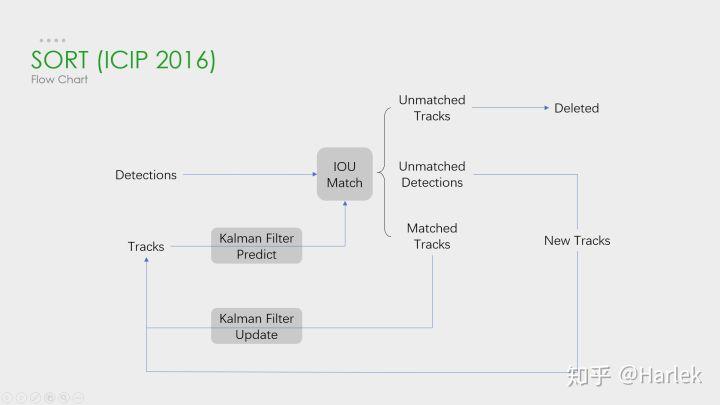 SORT (ICIP 2016)
Flow Chart
Unmatched
Tracks
Deleted
Detections
IOU
Match
Unmatched
Detections
Matched
Tracks
New Tracks
Tracks
Kalman Filter
Predict
Kalman Filter
Update
知乎 @Harlek